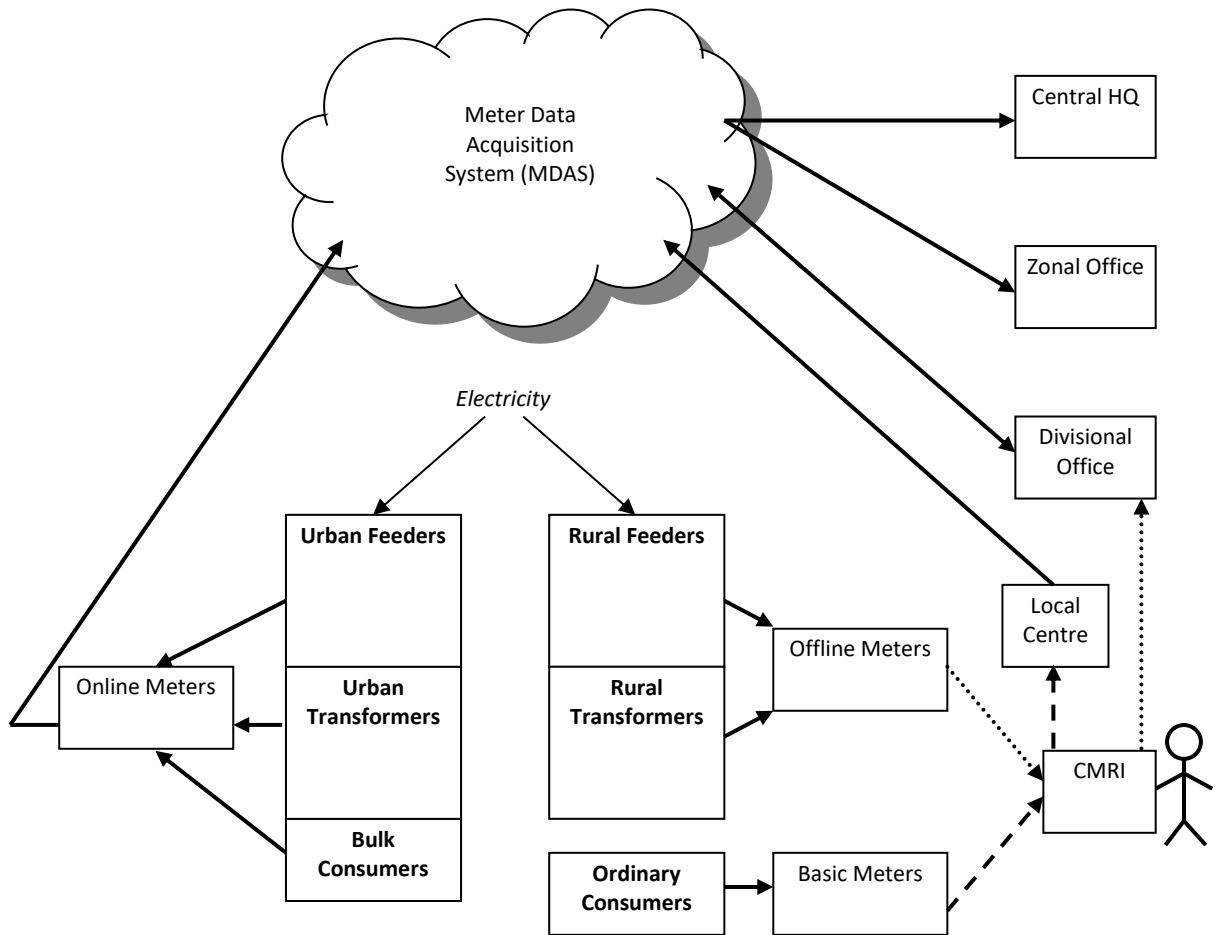 Meter Data
Acquisition
System (MDAS)
Central HQ
Zonal Office
Electricity
Divisional
Office
Urban Feeders
Rural Feeders
Local
Centre
Offline Meters
Online Meters
Urban
Transformers
Rural
Transformers
CMRI
Bulk
Consumers
Ordinary
Consumers
Basic Meters